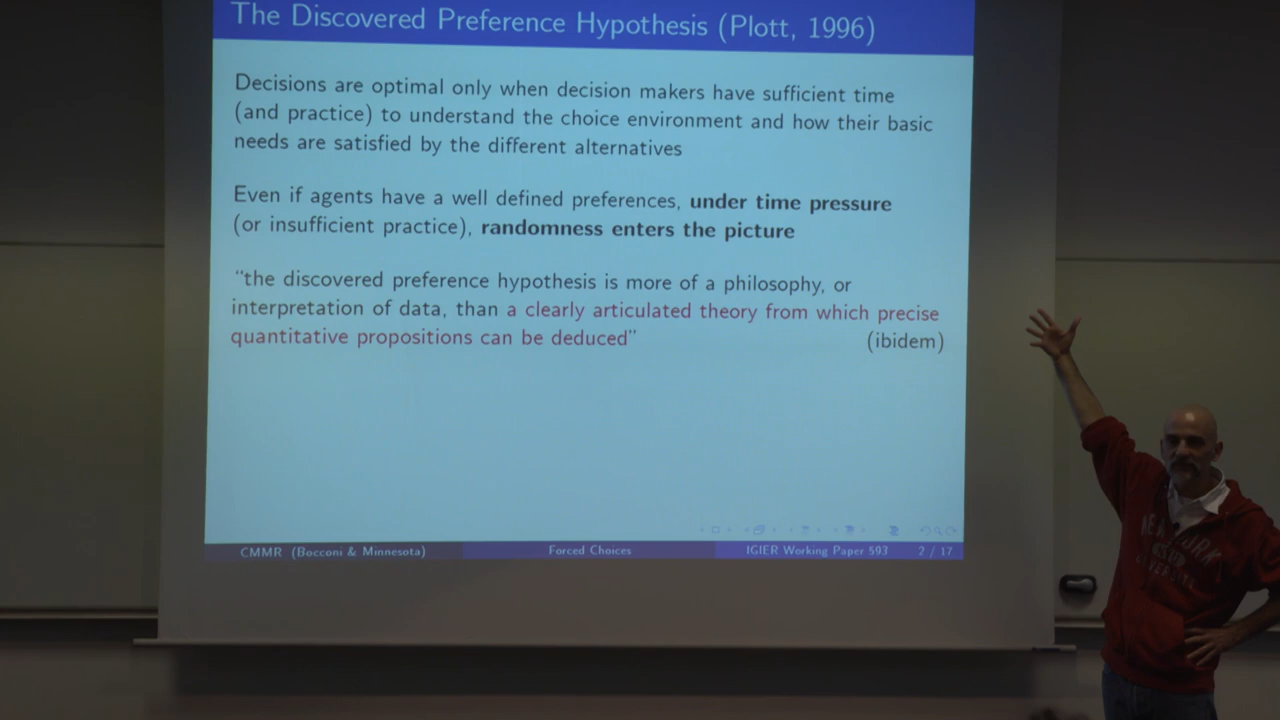 The Discovered Preference Hypothesis (Plott, 1996)
Decisions are optimal only when decision makers have sufficient time
(and practice) to understand the choice environment and how their basic
needs are satisfied by the different alternatives
Even if agents have a well defined preferences, under time pressure
(or insufficient practice), randomness enters the picture
“the discovered preference hypothesis is more of a philosophy, or
interpretation of data, than a clearly articulated theory from which precise
quantitative propositions can be deduced” (ibidem)
CMMR (Bocconi & Minnesota) Forced Choices IGIER Working Paper 593 2 / 17